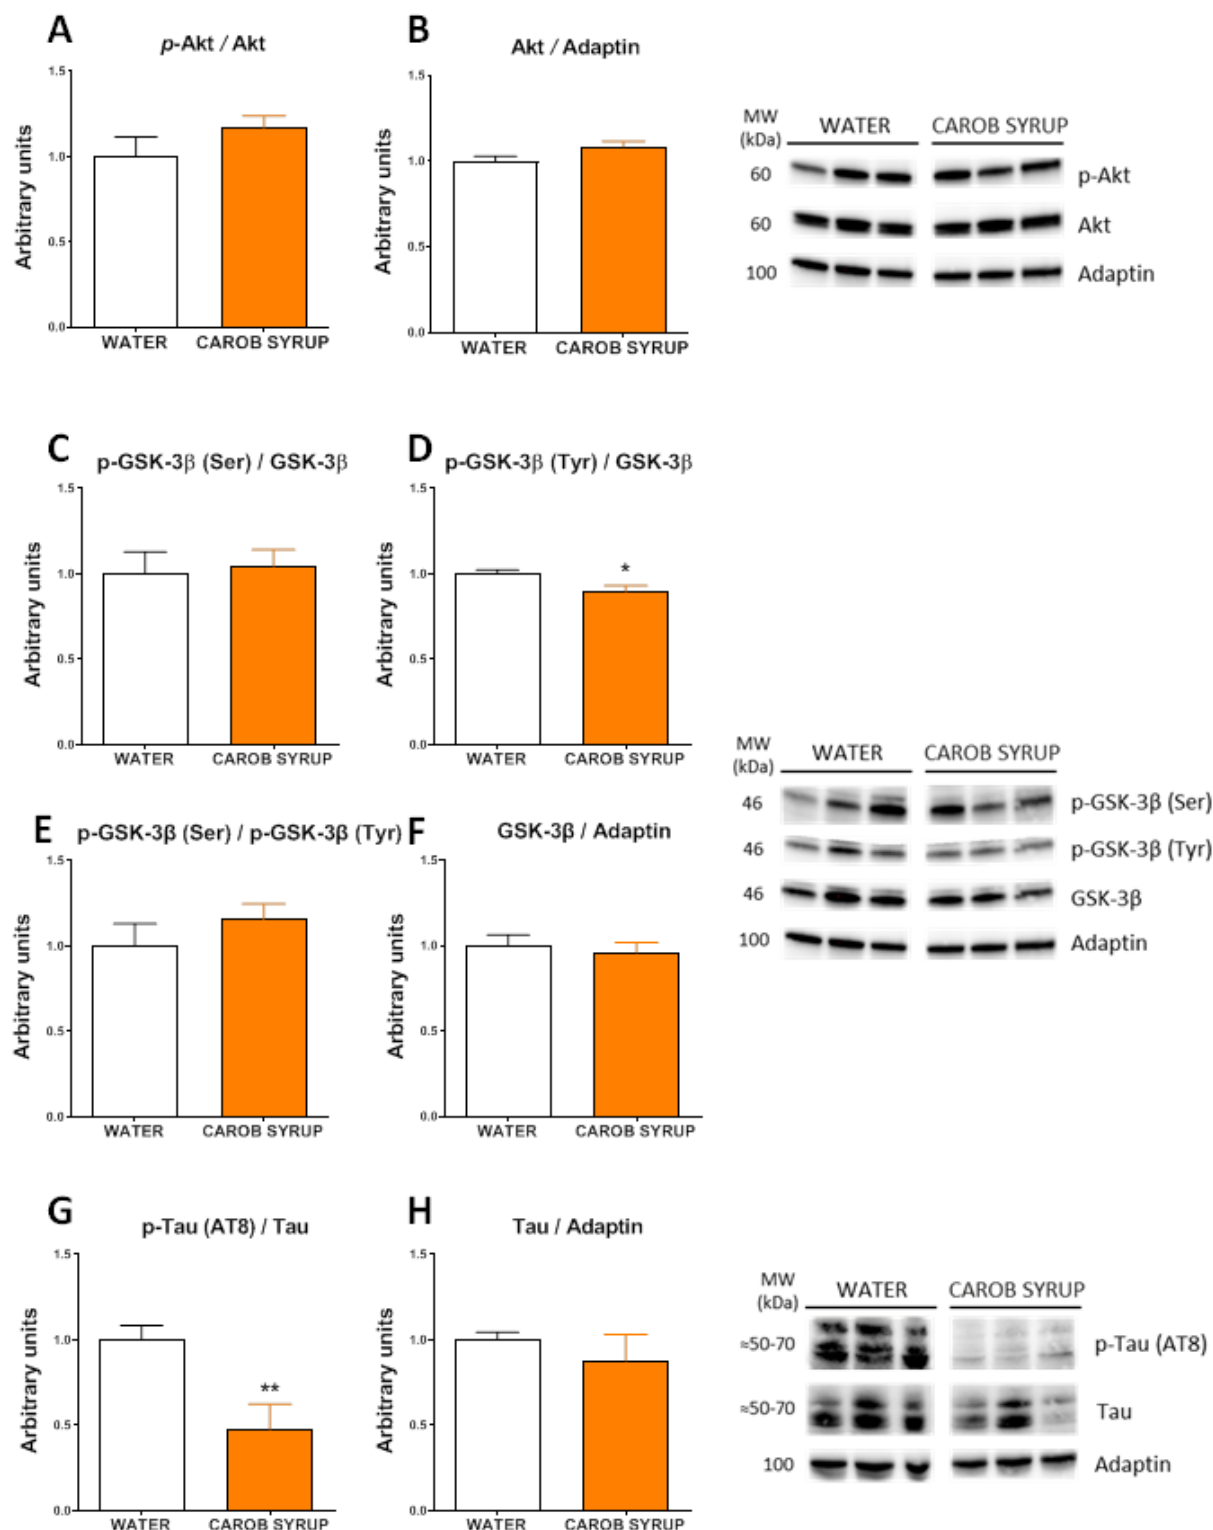 A
p-Akt / Akt
Arbitrary units
1.5
1.0
0.5
0.0
WATER CAROB SYRUP
B
Akt / Adaptin
Arbitrary units
1.5
1.0
0.5
0.0
WATER CAROB SYRUP
MW
(kDa)
WATER CAROB SYRUP
60 p-Akt
60 Akt
100 Adaptin
C
p-GSK-3β (Ser) / GSK-3β
Arbitrary units
1.5
1.0
0.5
0.0
WATER CAROB SYRUP
D
p-GSK-3β (Tyr) / GSK-3β
Arbitrary units
1.5
1.0
0.5
0.0
*
WATER CAROB SYRUP
E
p-GSK-3β (Ser) / p-GSK-3β (Tyr)
Arbitrary units
1.5
1.0
0.5
0.0
WATER CAROB SYRUP
F
GSK-3β / Adaptin
Arbitrary units
1.5
1.0
0.5
0.0
WATER CAROB SYRUP
MW
(kDa)
WATER CAROB SYRUP
46 p-GSK-3β (Ser)
46 p-GSK-3β (Tyr)
46 GSK-3β
100 Adaptin
G
p-Tau (AT8) / Tau
Arbitrary units
1.5
1.0
0.5
0.0
**
WATER CAROB SYRUP
H
Tau / Adaptin
Arbitrary units
1.5
1.0
0.5
0.0
WATER CAROB SYRUP
MW
(kDa)
WATER CAROB SYRUP
≈50-70 p-Tau (AT8)
≈50-70 Tau
100 Adaptin